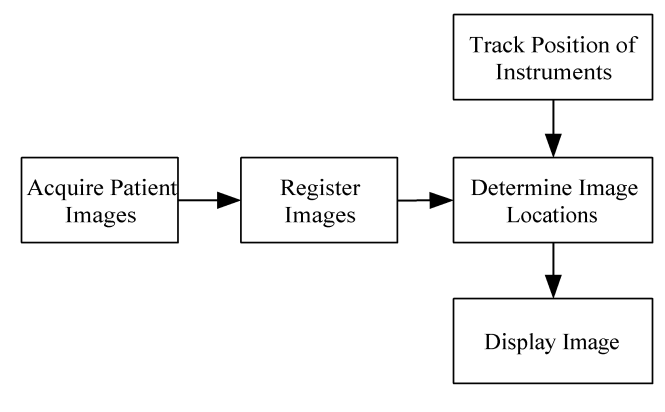 Track Position of
Instruments
Acquire Patient
Images
Register
Images
Determine Image
Locations
Display Image